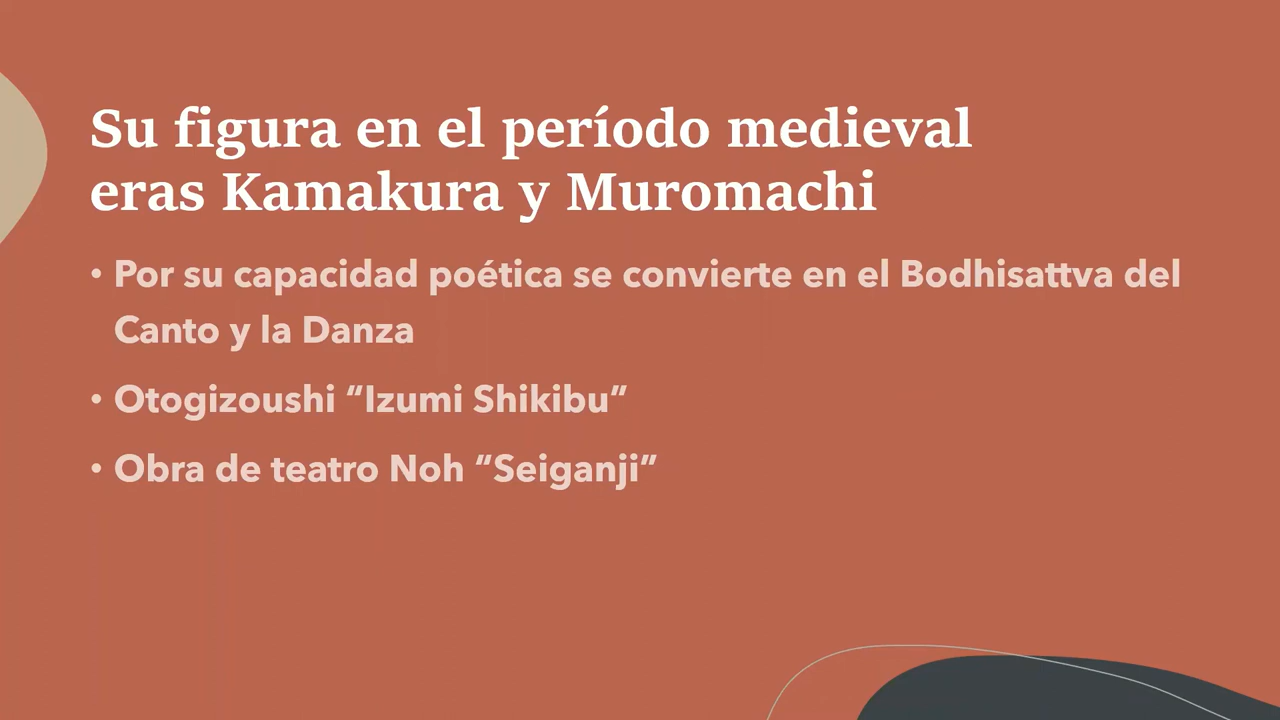 Su figura en el período medieval
eras Kamakura y Muromachi
• Por su capacidad poética se convierte en el Bodhisattva del
Canto y la Danza
• Otogizoushi “Izumi Shikibu”
• Obra de teatro Noh “Seiganji”